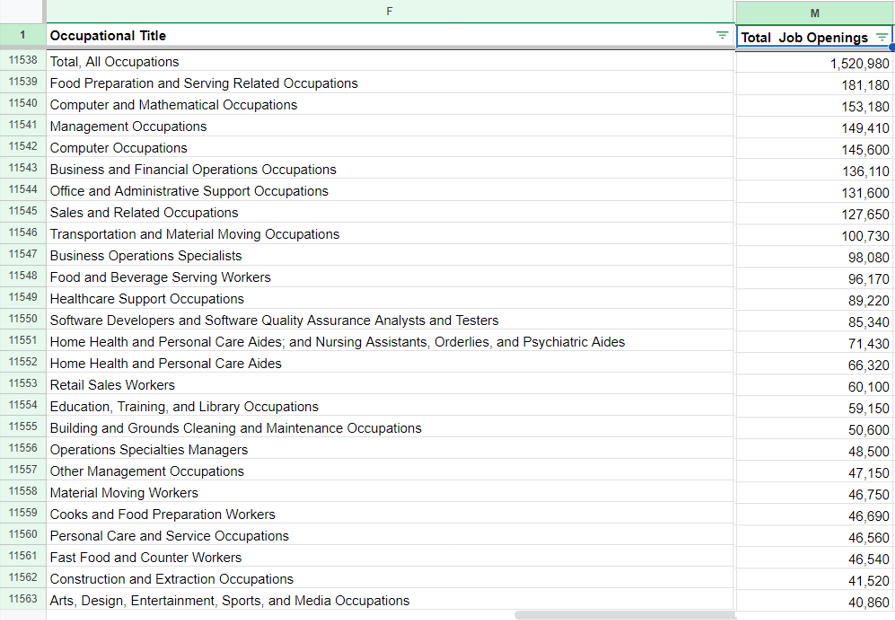 F M
1 Occupational Title Total Job Openings
11538 Total, All Occupations 1,520,980
11539 Food Preparation and Serving Related Occupations 181,180
11540 Computer and Mathematical Occupations 153,180
11541 Management Occupations 149,410
11542 Computer Occupations 145,600
11543 Business and Financial Operations Occupations 136,110
11544 Office and Administrative Support Occupations 131,600
11545 Sales and Related Occupations 127,650
11546 Transportation and Material Moving Occupations 100,730
11547 Business Operations Specialists 98,080
11548 Food and Beverage Serving Workers 96,170
11549 Healthcare Support Occupations 89,220
11550 Software Developers and Software Quality Assurance Analysts and Testers 85,340
11551 Home Health and Personal Care Aides; and Nursing Assistants, Orderlies, and Psychiatric Aides 71,430
11552 Home Health and Personal Care Aides 66,320
11553 Retail Sales Workers 60,100
11554 Education, Training, and Library Occupations 59,150
11555 Building and Grounds Cleaning and Maintenance Occupations 50,600
11556 Operations Specialties Managers 48,500
11557 Other Management Occupations 47,150
11558 Material Moving Workers 46,750
11559 Cooks and Food Preparation Workers 46,690
11560 Personal Care and Service Occupations 46,560
11561 Fast Food and Counter Workers 46,540
11562 Construction and Extraction Occupations 41,520
11563 Arts, Design, Entertainment, Sports, and Media Occupations 40,860